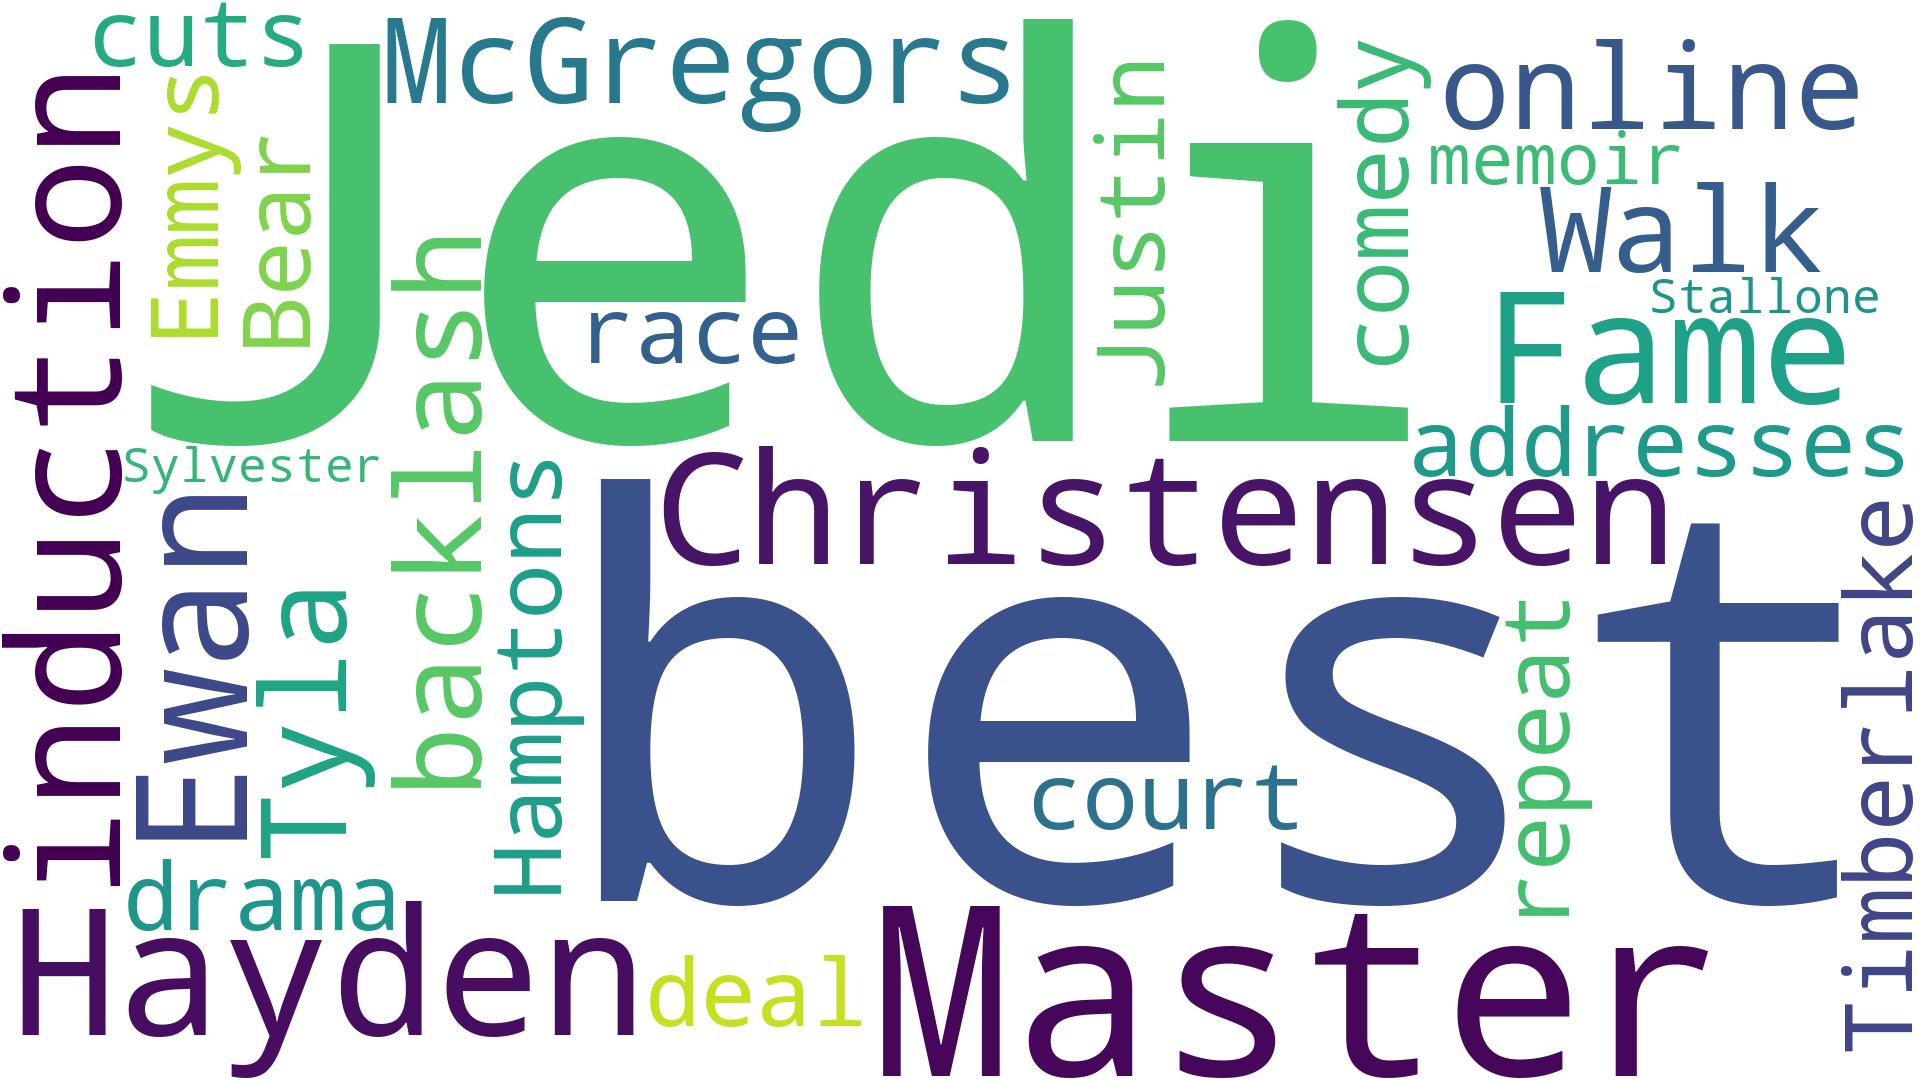 cuts
McGregors
Jedi
Justin
comedy
online
memoir
Walk
Stallone
Fame
addresses
induction
Emmys
Bear
backlash
race
Sylvester
Christensen
Ewan
Tyla
Hamptons
best
court
repeat
Timberlake
drama
Hayden
deal
Master